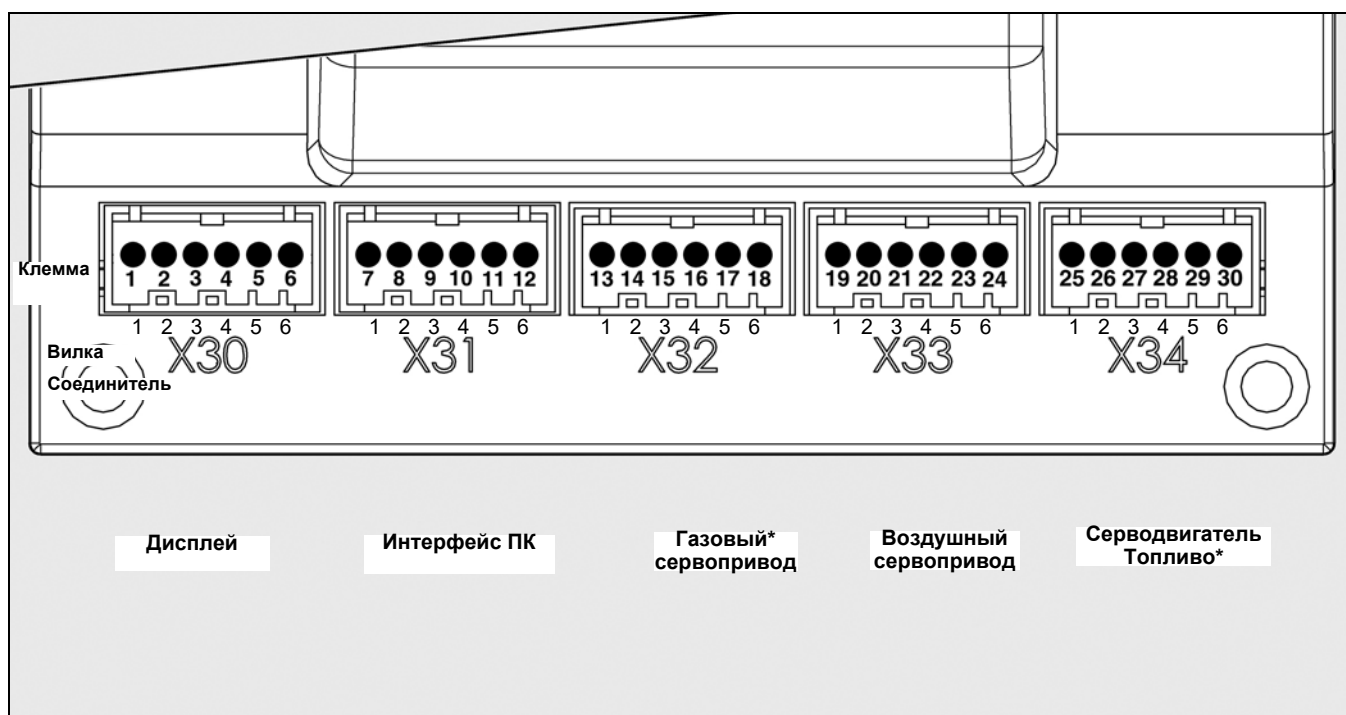 Клемма
1 2 3 4 5 6
7 8 9 10 11 12
13 14 15 16 17 18
19 20 21 22 23 24
25 26 27 28 29 30
1 2 3 4 5 6
1 2 3 4 5 6
1 2 3 4 5 6
1 2 3 4 5 6
1 2 3 4 5 6
Вилка
X30
X31
X32
X33
X34
Соединитель
Дисплей
Интерфейс ПК
Газовый*
сервопривод
Воздушный
сервопривод
Серводвигатель
Топливо*